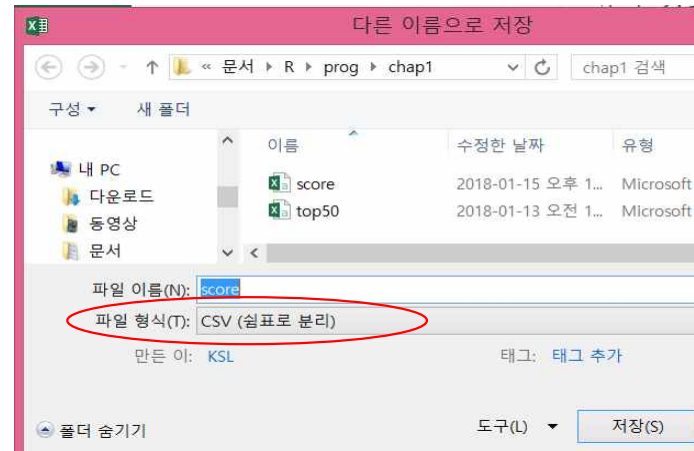 다른 이름으로 저장
« 문서 ▸ R ▸ prog ▸ chap1
chap1 검색
구성 ▾ 새 폴더
이름 수정한 날짜 유형
내 PC
score 2018-01-15 오후 1... Microsoft
다운로드
top50 2018-01-13 오전 1... Microsoft
동영상
문서
파일 이름(N): score
파일 형식(T): CSV (쉼표로 분리)
만든 이: KSL 태그: 태그 추가
폴더 숨기기 도구(L) ▾ 저장(S)